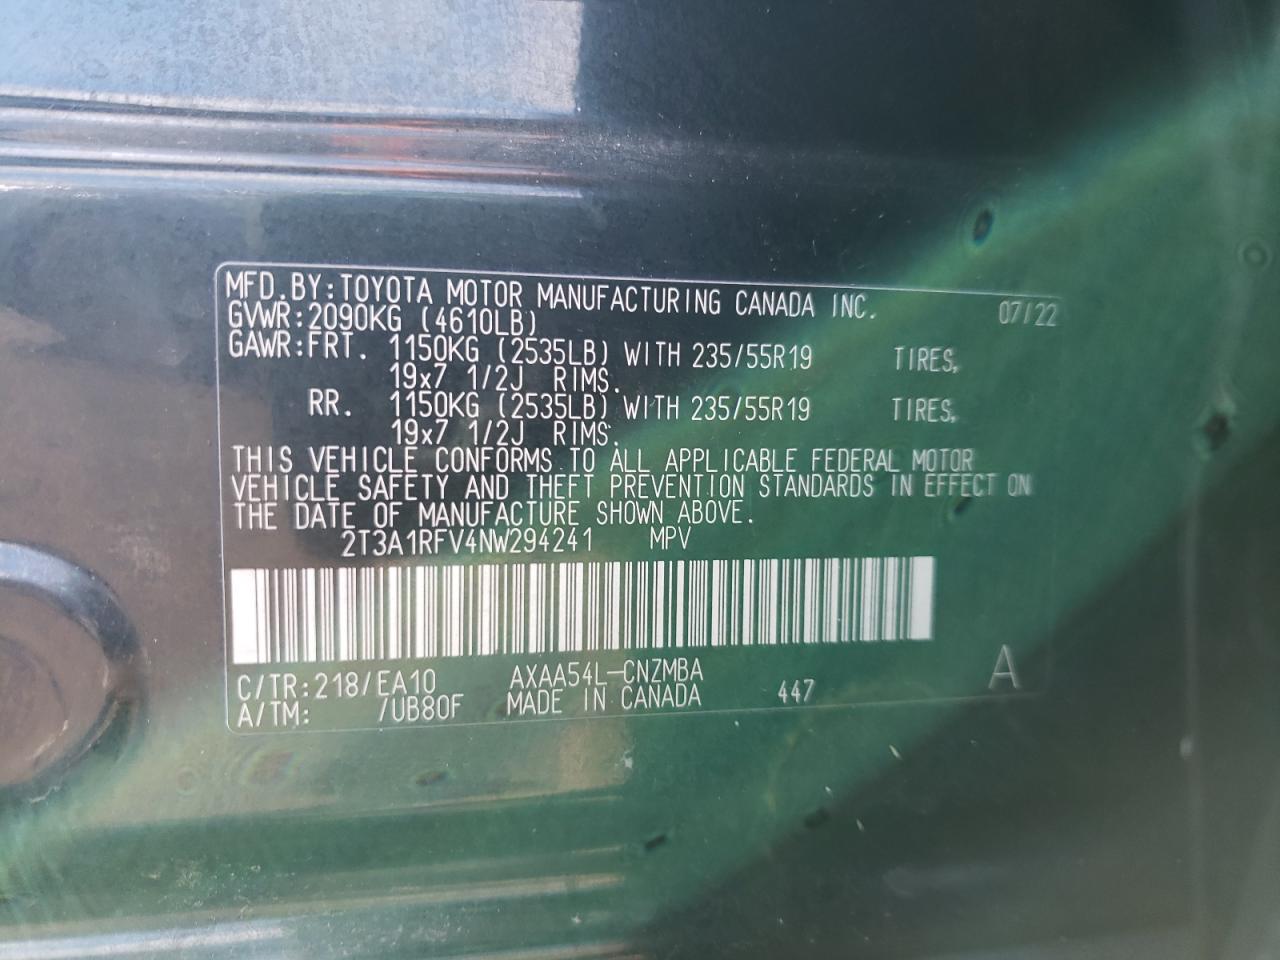 MFD.BY:TOYOTA MOTOR MANUFACTURING CANADA INC. 07/22
GVWR:2090KG (4610LB)
GAWR:FRT. 1150KG (2535LB) WITH 235/55R19 TIRES,
19x7 1/2J RIMS.
RR. 1150KG (2535LB) WITH 235/55R19 TIRES,
19x7 1/2J RIMS.
THIS VEHICLE CONFORMS TO ALL APPLICABLE FEDERAL MOTOR
VEHICLE SAFETY AND THEFT PREVENTION STANDARDS IN EFFECT ON
THE DATE OF MANUFACTURE SHOWN ABOVE.
2T3A1RFV4NW294241 MPV
C/TR:218/EA10 AXAA54L-CNZMBA A
A/TM: /UB80F MADE IN CANADA 447